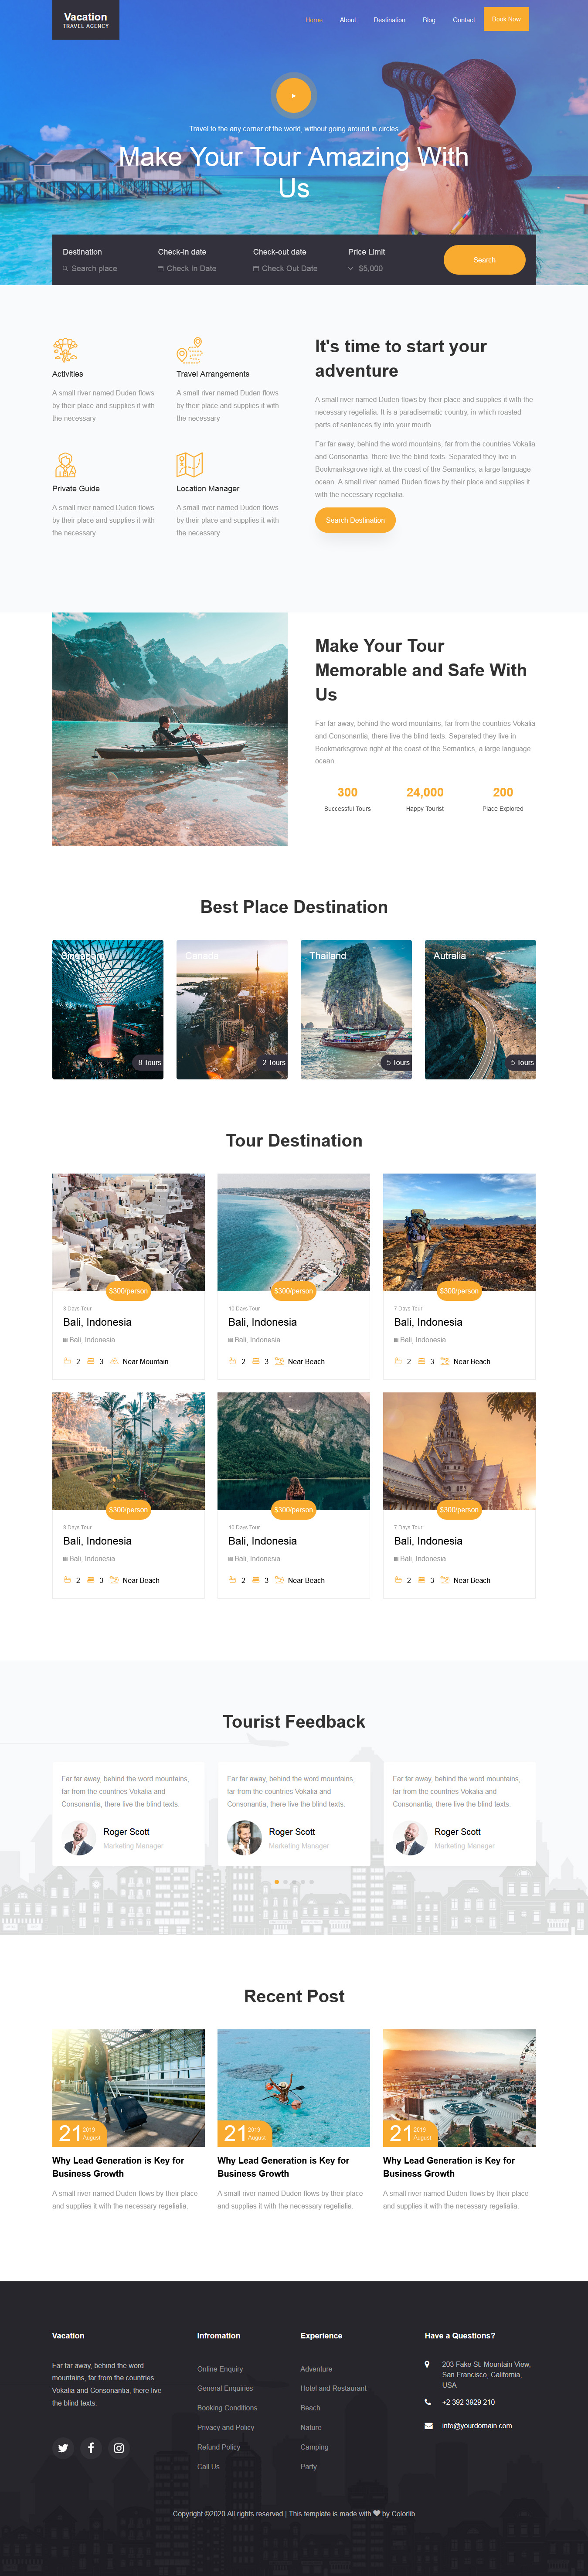 Vacation
TRAVEL AGENCY
Home
About
Destination
Blog
Contact
Book Now
Travel to the any corner of the world, without going around in circles
Make Your Tour Amazing With
Us
Destination
Search place
Check-in date
Check In Date
Check-out date
Check Out Date
Price Limit
$5,000
Search
Activities
A small river named Duden flows
by their place and supplies it with
the necessary
Travel Arrangements
A small river named Duden flows
by their place and supplies it with
the necessary
Private Guide
A small river named Duden flows
by their place and supplies it with
the necessary
Location Manager
A small river named Duden flows
by their place and supplies it with
the necessary
It's time to start your
adventure
A small river named Duden flows by their place and supplies it with the
necessary regelialia. It is a paradisematic country, in which roasted
parts of sentences fly into your mouth.
Far far away, behind the word mountains, far from the countries Vokalia
and Consonantia, there live the blind texts. Separated they live in
Bookmarksgrove right at the coast of the Semantics, a large language
ocean. A small river named Duden flows by their place and supplies it
with the necessary regelialia.
Search Destination
Make Your Tour
Memorable and Safe With
Us
Far far away, behind the word mountains, far from the countries Vokalia
and Consonantia, there live the blind texts. Separated they live in
Bookmarksgrove right at the coast of the Semantics, a large language
ocean.
300
Successful Tours
24,000
Happy Tourist
200
Place Explored
Best Place Destination
Singapore
8 Tours
Canada
2 Tours
Thailand
5 Tours
Autralia
5 Tours
Tour Destination
$300/person
8 Days Tour
Bali, Indonesia
Bali, Indonesia
2 3 Near Mountain
$300/person
10 Days Tour
Bali, Indonesia
Bali, Indonesia
2 3 Near Beach
$300/person
7 Days Tour
Bali, Indonesia
Bali, Indonesia
2 3 Near Beach
$300/person
8 Days Tour
Bali, Indonesia
Bali, Indonesia
2 3 Near Beach
$300/person
10 Days Tour
Bali, Indonesia
Bali, Indonesia
2 3 Near Beach
$300/person
7 Days Tour
Bali, Indonesia
Bali, Indonesia
2 3 Near Beach
Tourist Feedback
Far far away, behind the word mountains,
far from the countries Vokalia and
Consonantia, there live the blind texts.
Roger Scott
Marketing Manager
Far far away, behind the word mountains,
far from the countries Vokalia and
Consonantia, there live the blind texts.
Roger Scott
Marketing Manager
Far far away, behind the word mountains,
far from the countries Vokalia and
Consonantia, there live the blind texts.
Roger Scott
Marketing Manager
Recent Post
21
2019
August
Why Lead Generation is Key for
Business Growth
A small river named Duden flows by their place
and supplies it with the necessary regelialia.
21
2019
August
Why Lead Generation is Key for
Business Growth
A small river named Duden flows by their place
and supplies it with the necessary regelialia.
21
2019
August
Why Lead Generation is Key for
Business Growth
A small river named Duden flows by their place
and supplies it with the necessary regelialia.
Vacation
Far far away, behind the word
mountains, far from the countries
Vokalia and Consonantia, there live
the blind texts.
Infromation
Online Enquiry
General Enquiries
Booking Conditions
Privacy and Policy
Refund Policy
Call Us
Experience
Adventure
Hotel and Restaurant
Beach
Nature
Camping
Party
Have a Questions?
203 Fake St. Mountain View,
San Francisco, California,
USA
+2 392 3929 210
info@yourdomain.com
Copyright ©2020 All rights reserved | This template is made with ♥ by Colorlib